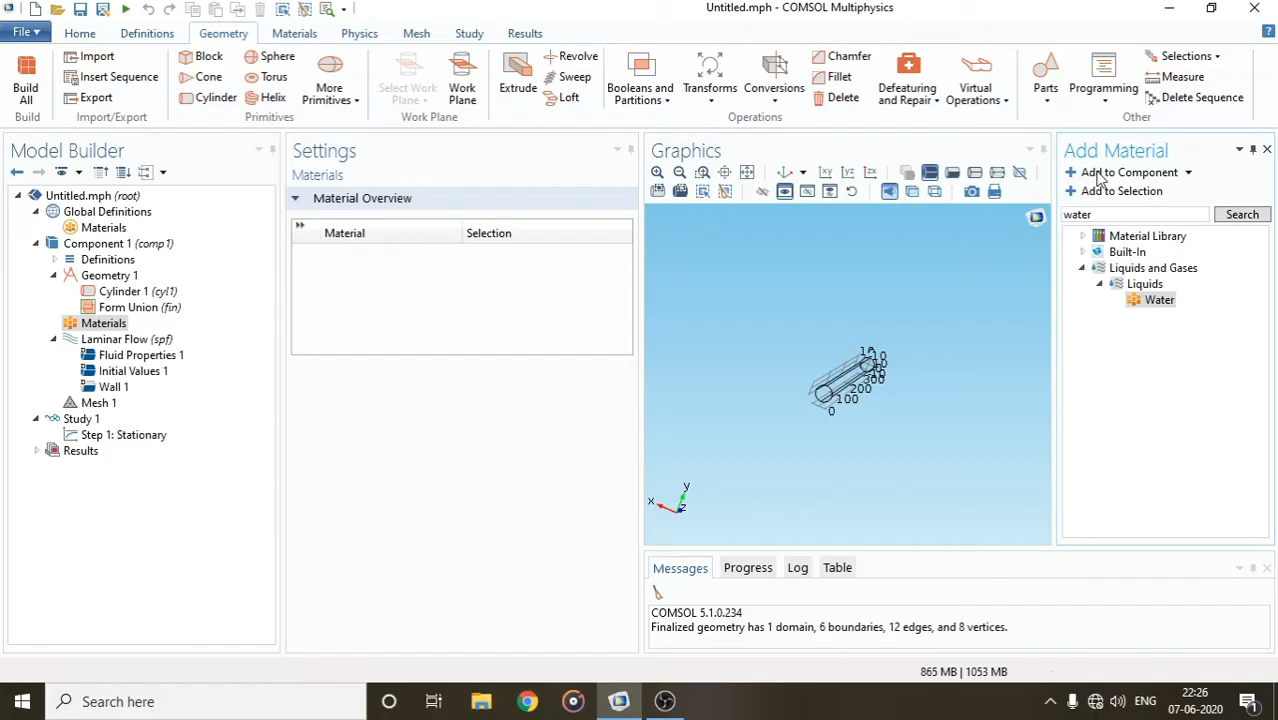 Untitled.mph - COMSOL Multiphysics
File Home Definitions Geometry Materials Physics Mesh Study Results
Build All
Build
Import
Insert Sequence
Export
Import/Export
Block Sphere
Cone Torus
Cylinder Helix
More Primitives
Primitives
Select Work Plane
Work Plane
Work Plane
Extrude
Revolve
Sweep
Loft
Booleans and Partitions
Transforms
Conversions
Chamfer
Fillet
Delete
Defeaturing and Repair
Virtual Operations
Operations
Parts
Programming
Selections
Measure
Delete Sequence
Other
Model Builder
Untitled.mph (root)
Global Definitions
Materials
Component 1 (comp1)
Definitions
Geometry 1
Cylinder 1 (cyl1)
Form Union (fin)
Materials
Laminar Flow (spf)
Fluid Properties 1
Initial Values 1
Wall 1
Mesh 1
Study 1
Step 1: Stationary
Results
Settings
Materials
Material Overview
Material Selection
Graphics
xy yz zx
10
300
200
100
0
y
x
z
Messages Progress Log Table
COMSOL 5.1.0.234
Finalized geometry has 1 domain, 6 boundaries, 12 edges, and 8 vertices.
Add Material
Add to Component
Add to Selection
water Search
Material Library
Built-In
Liquids and Gases
Liquids
Water
865 MB | 1053 MB
Search here
ENG
22:26
07-06-2020
1